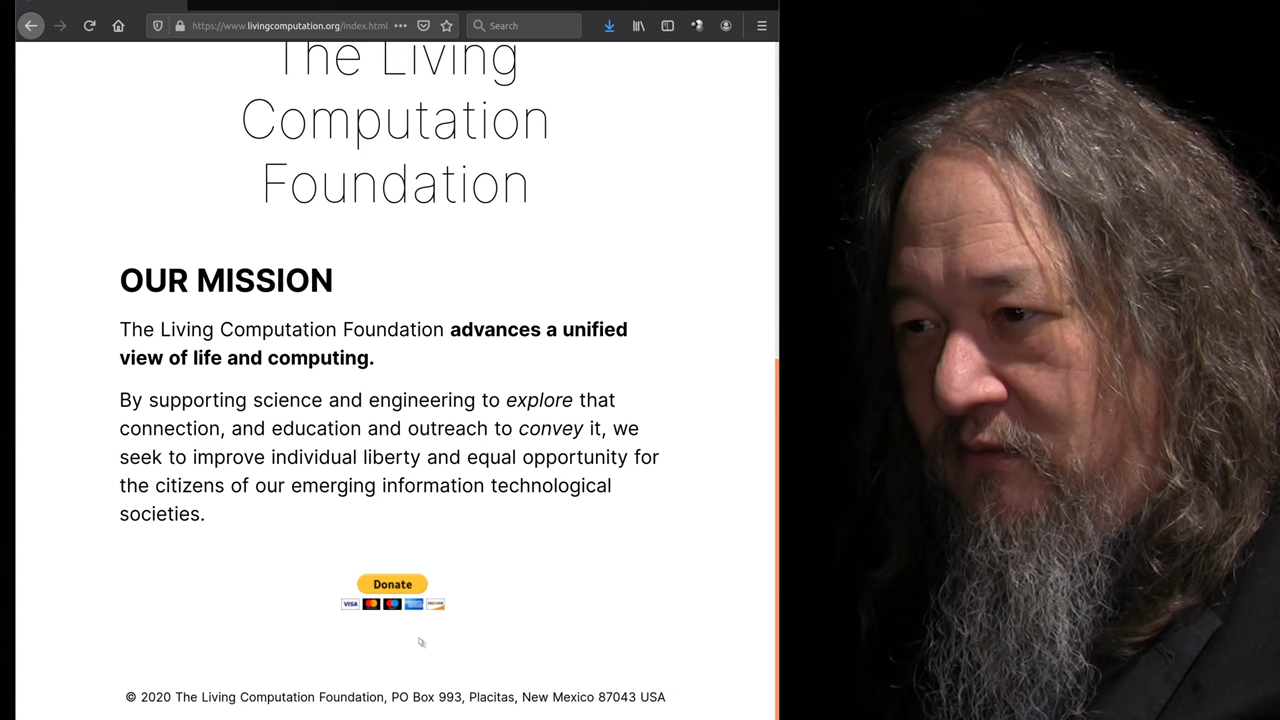 https://www.livingcomputation.org/index.html
Search
The Living
Computation
Foundation
OUR MISSION
The Living Computation Foundation advances a unified
view of life and computing.
By supporting science and engineering to explore that
connection, and education and outreach to convey it, we
seek to improve individual liberty and equal opportunity for
the citizens of our emerging information technological
societies.
Donate
VISA
DISCOVER
© 2020 The Living Computation Foundation, PO Box 993, Placitas, New Mexico 87043 USA